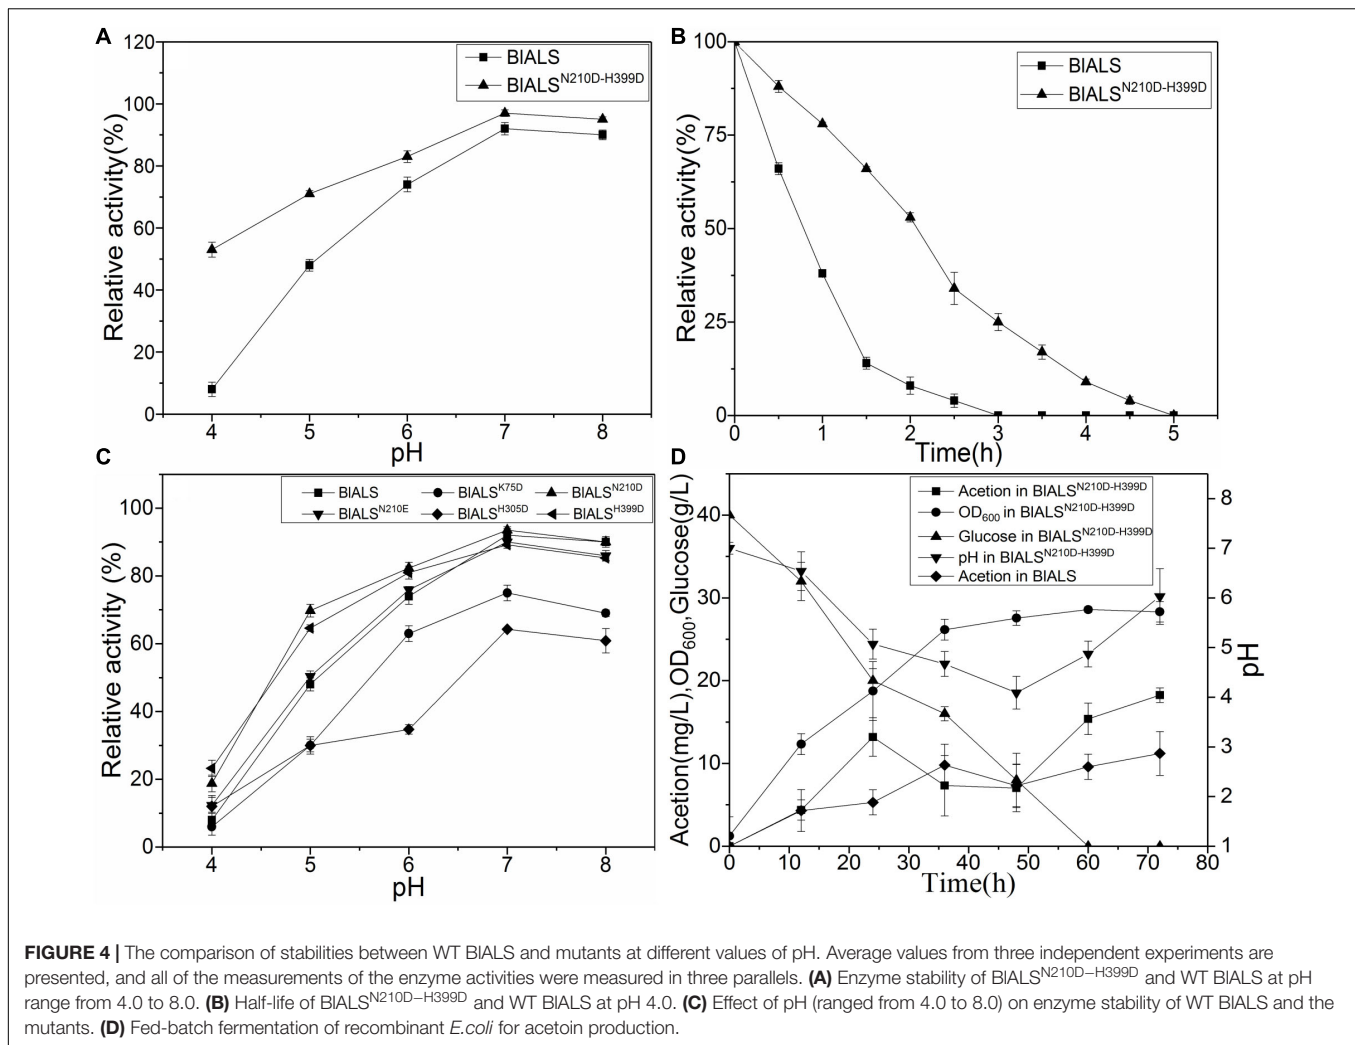 A
120
100
80
60
40
20
0
Relative activity(%)
BlALS
BlALS^N210D-H399D
4 5 6 7 8
pH
B
100
75
50
25
0
Relative activity(%)
BlALS
BlALS^N210D-H399D
0 1 2 3 4 5
Time(h)
C
100
80
60
40
20
0
Relative activity (%)
BlALS BlALS^K75D BlALS^N210D
BlALS^N210E BlALS^H305D BlALS^H399D
4 5 6 7 8
pH
D
40
30
20
10
0
Acetion(mg/L),OD600,Glucose(g/L)
Acetion in BlALS^N210D-H399D
OD600 in BlALS^N210D-H399D
Glucose in BlALS^N210D-H399D
pH in BlALS^N210D-H399D
Acetion in BlALS
8
7
6
5
4
3
2
1
pH
0 10 20 30 40 50 60 70 80
Time(h)
FIGURE 4 | The comparison of stabilities between WT BlALS and mutants at different values of pH. Average values from three independent experiments are
presented, and all of the measurements of the enzyme activities were measured in three parallels. (A) Enzyme stability of BlALS^N210D–H399D and WT BlALS at pH
range from 4.0 to 8.0. (B) Half-life of BlALS^N210D–H399D and WT BlALS at pH 4.0. (C) Effect of pH (ranged from 4.0 to 8.0) on enzyme stability of WT BlALS and the
mutants. (D) Fed-batch fermentation of recombinant E.coli for acetoin production.